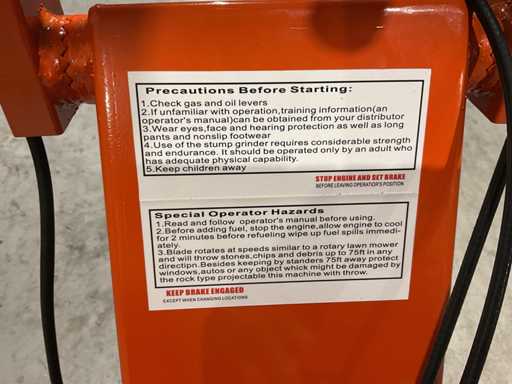 Precautions Before Starting:
1.Check gas and oil levers
2.If unfamiliar with operation,training information(an
operator's manual)can be obtained from your distributor
3.Wear eyes,face and hearing protection as well as long
pants and nonslip footwear
4.Use of the stump grinder requires considerable strength
and endurance. It should be operated only by an adult who
has adequate physical capability.
5.Keep children away
STOP ENGINE AND SET BRAKE
BEFORE LEAVING OPERATIOR'S POSITION
Special Operator Hazards
1.Read and follow operator's manual before using.
2.Before adding fuel, stop the engine,allow engine to cool
for 2 minutes before refueling wipe up fuel spills immedi-
ately.
3.Blade rotates at speeds similar to a rotary lawn mower
and will throw stones,chips and debris up to 75ft in any
directipn.Besides keeping by standers 75ft away protect
windows,autos or any object whick might be damaged by
the rock type projectable this machine with throw.
KEEP BRAKE ENGAGED
EXCEPT WHEN CHANGING LOCATIONS